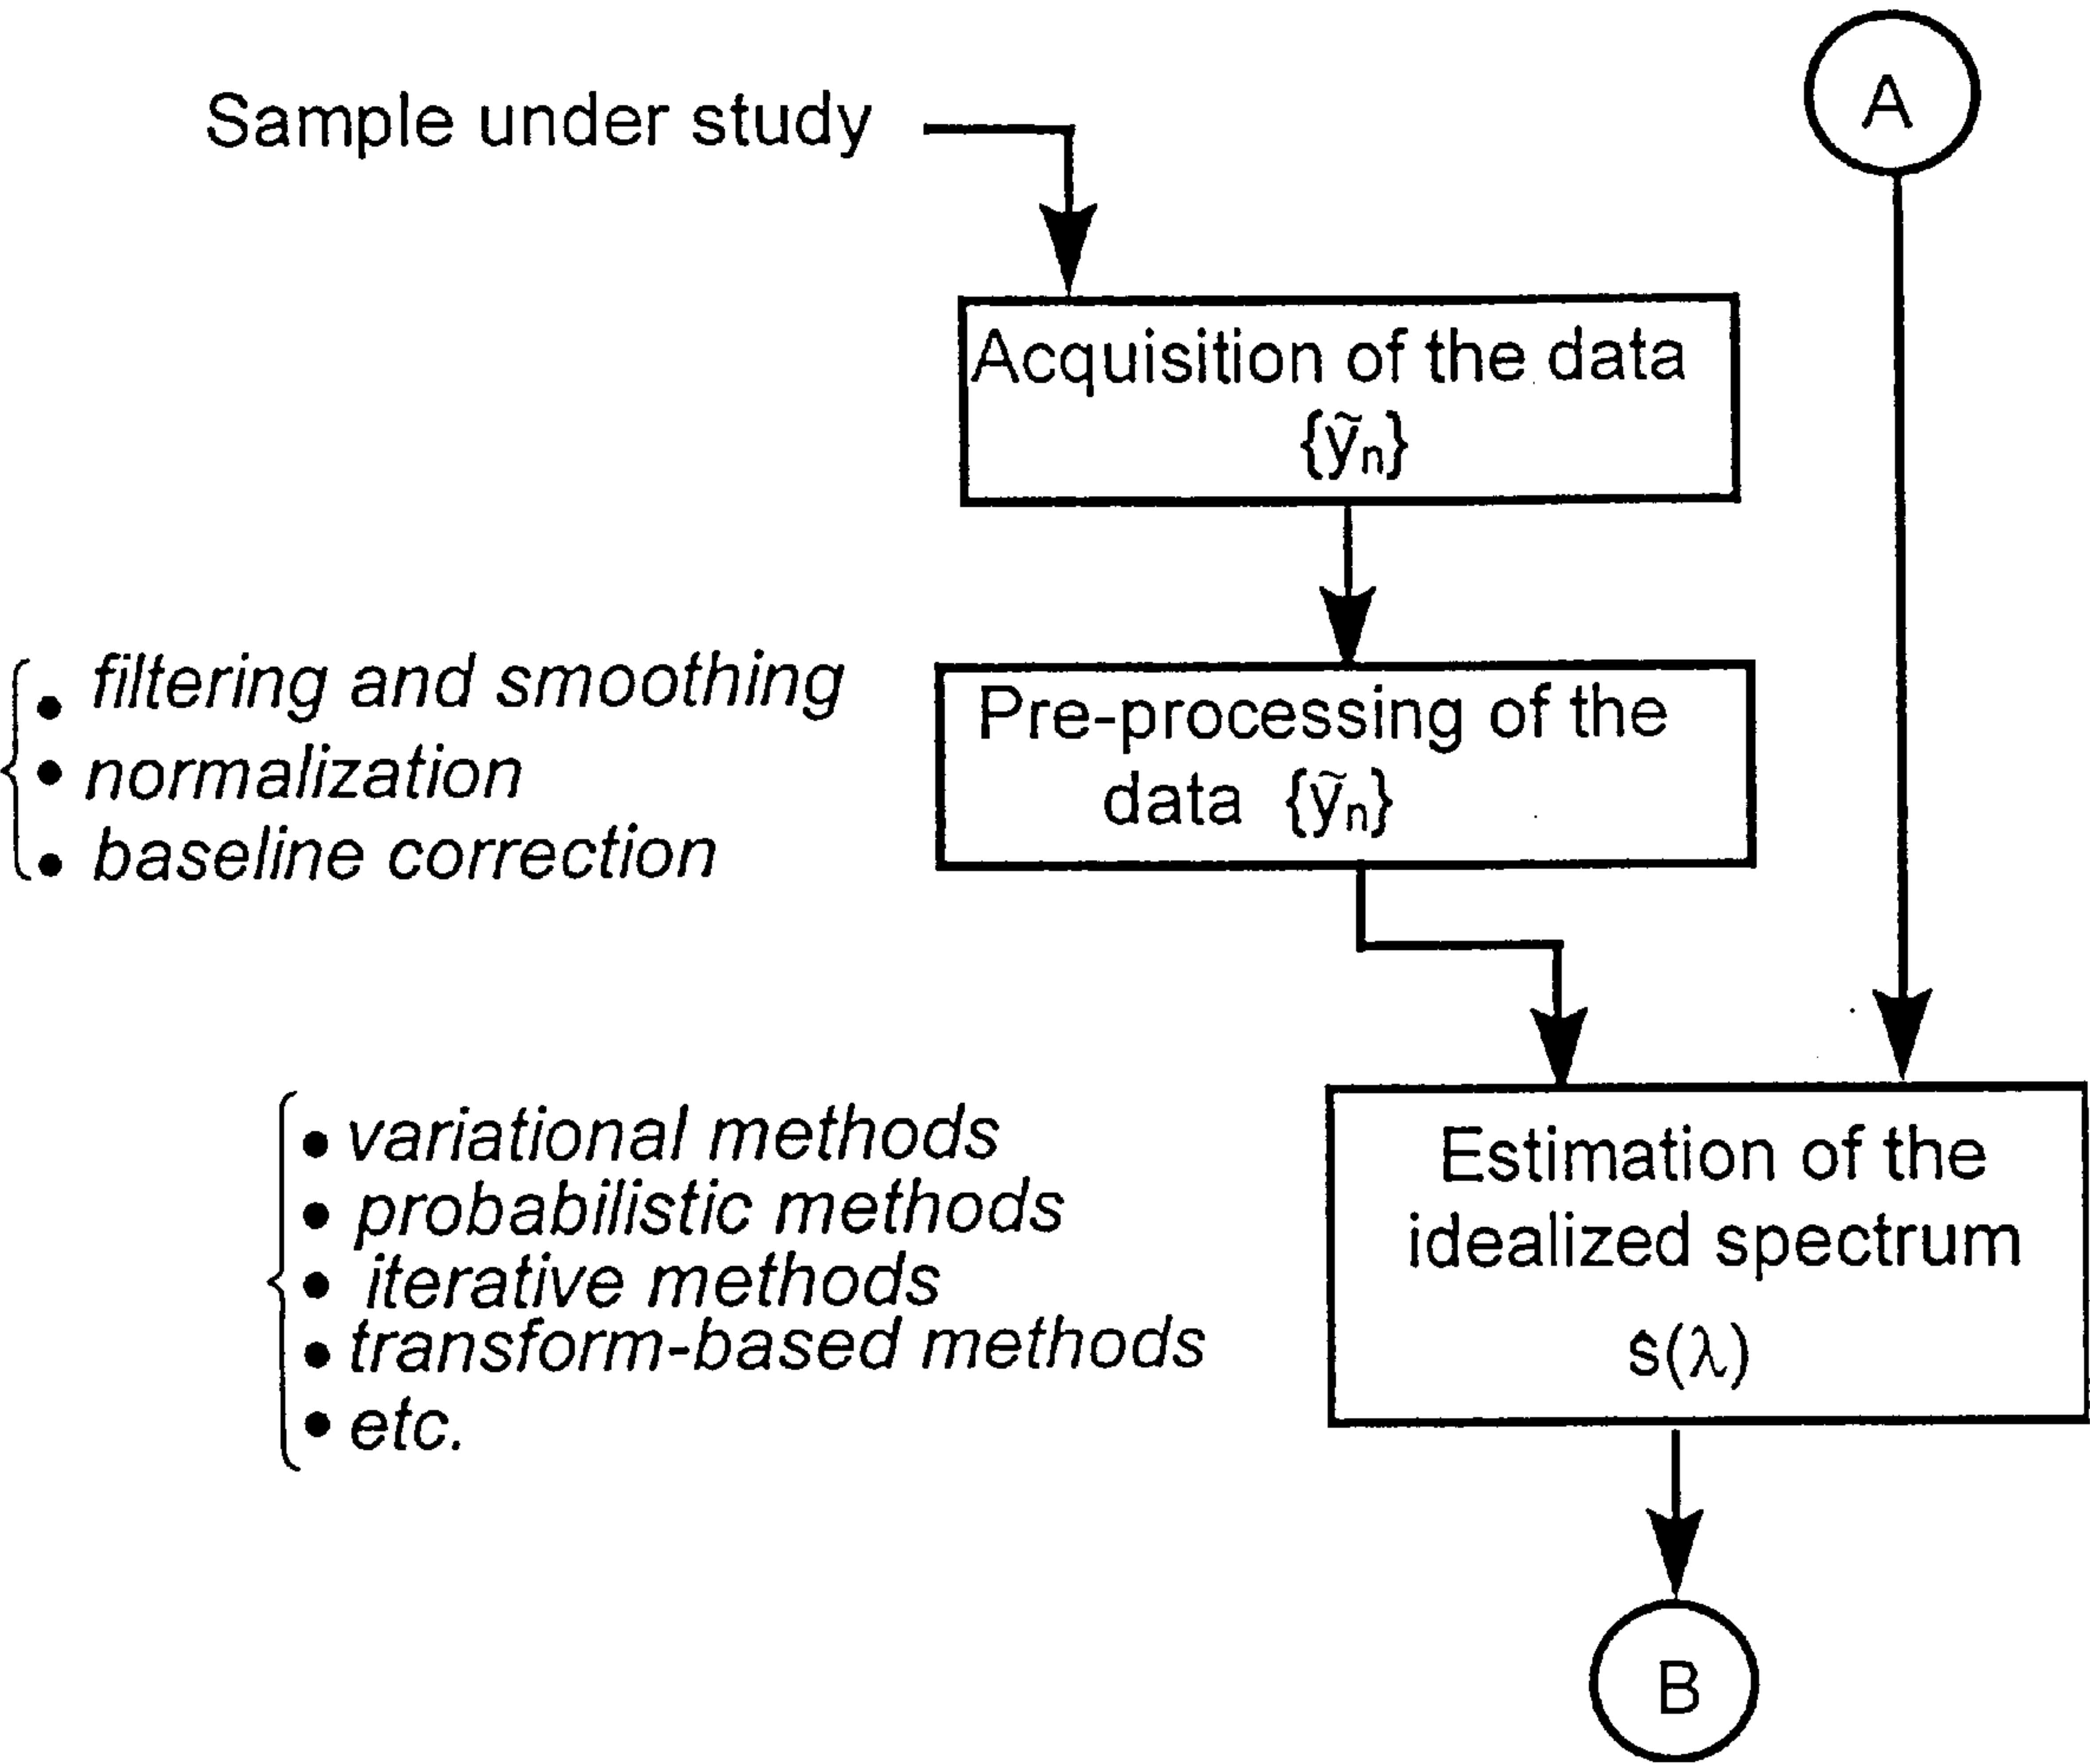 A
Sample under study
Acquisition of the data
{ỹn}
• filtering and smoothing
• normalization
• baseline correction
Pre-processing of the
data {ỹn}
• variational methods
• probabilistic methods
• iterative methods
• transform-based methods
• etc.
Estimation of the
idealized spectrum
ŝ(λ)
B